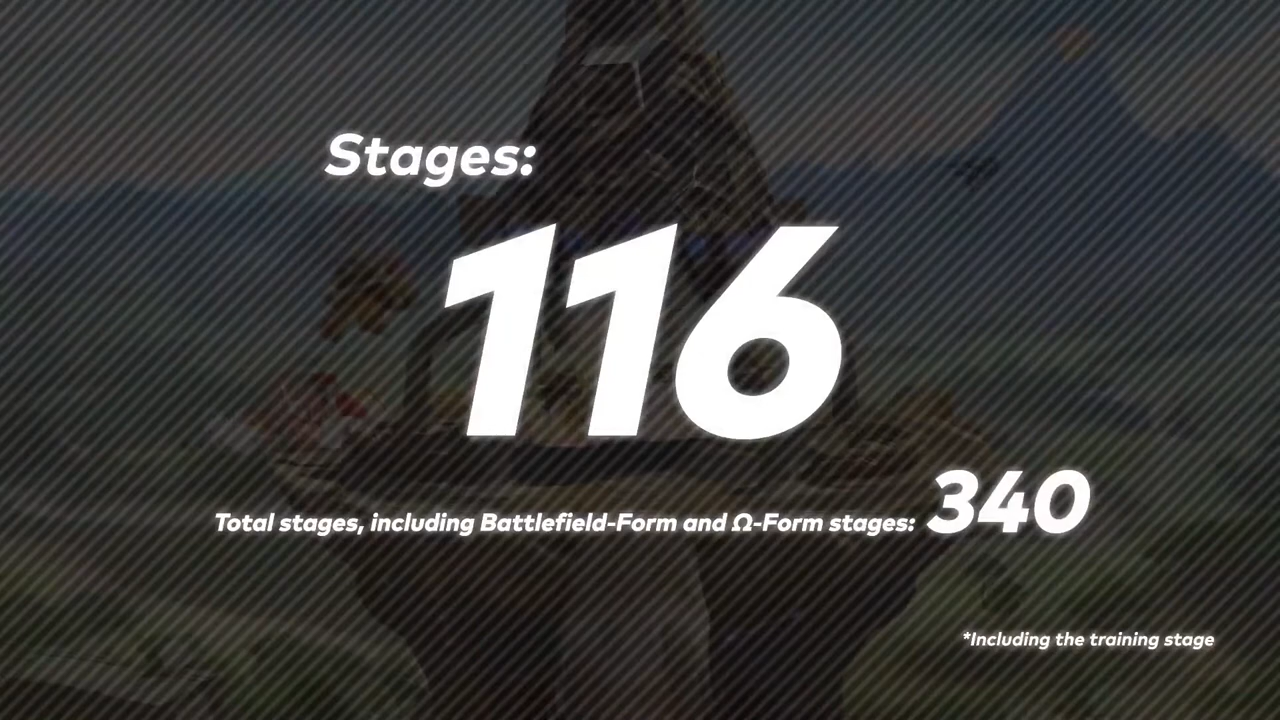 Stages:
116
Total stages, including Battlefield-Form and Ω-Form stages: 340
*Including the training stage